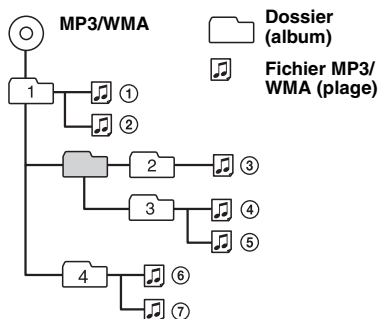 MP3/WMA
Dossier
(album)
Fichier MP3/
WMA (plage)
1
①
②
2
③
3
④
⑤
4
⑥
⑦